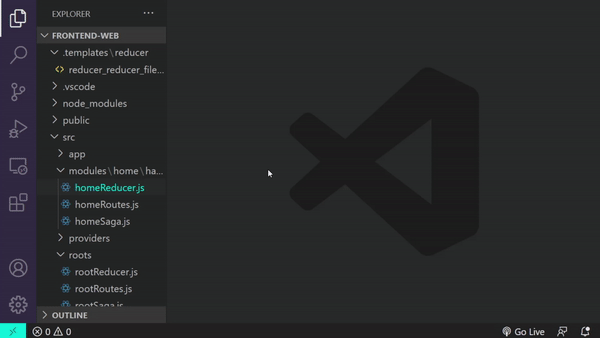 EXPLORER
FRONTEND-WEB
.templates\reducer
reducer_reducer_file...
.vscode
node_modules
public
src
app
modules\home\ha...
homeReducer.js
homeRoutes.js
homeSaga.js
providers
roots
rootReducer.js
rootRoutes.js
rootSaga.js
OUTLINE
0 0 Go Live